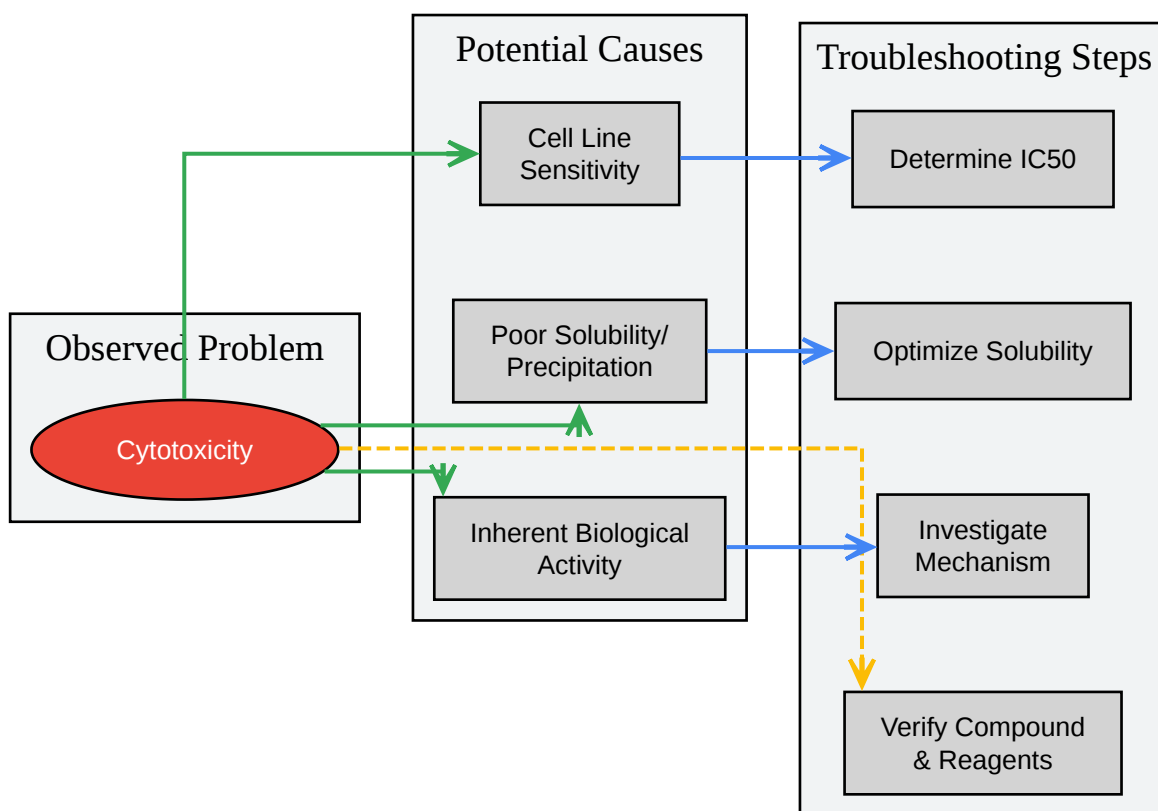 Observed Problem
Cytotoxicity
Potential Causes
Cell Line
Sensitivity
Poor Solubility/
Precipitation
Inherent Biological
Activity
Troubleshooting Steps
Determine IC50
Optimize Solubility
Investigate
Mechanism
Verify Compound
& Reagents